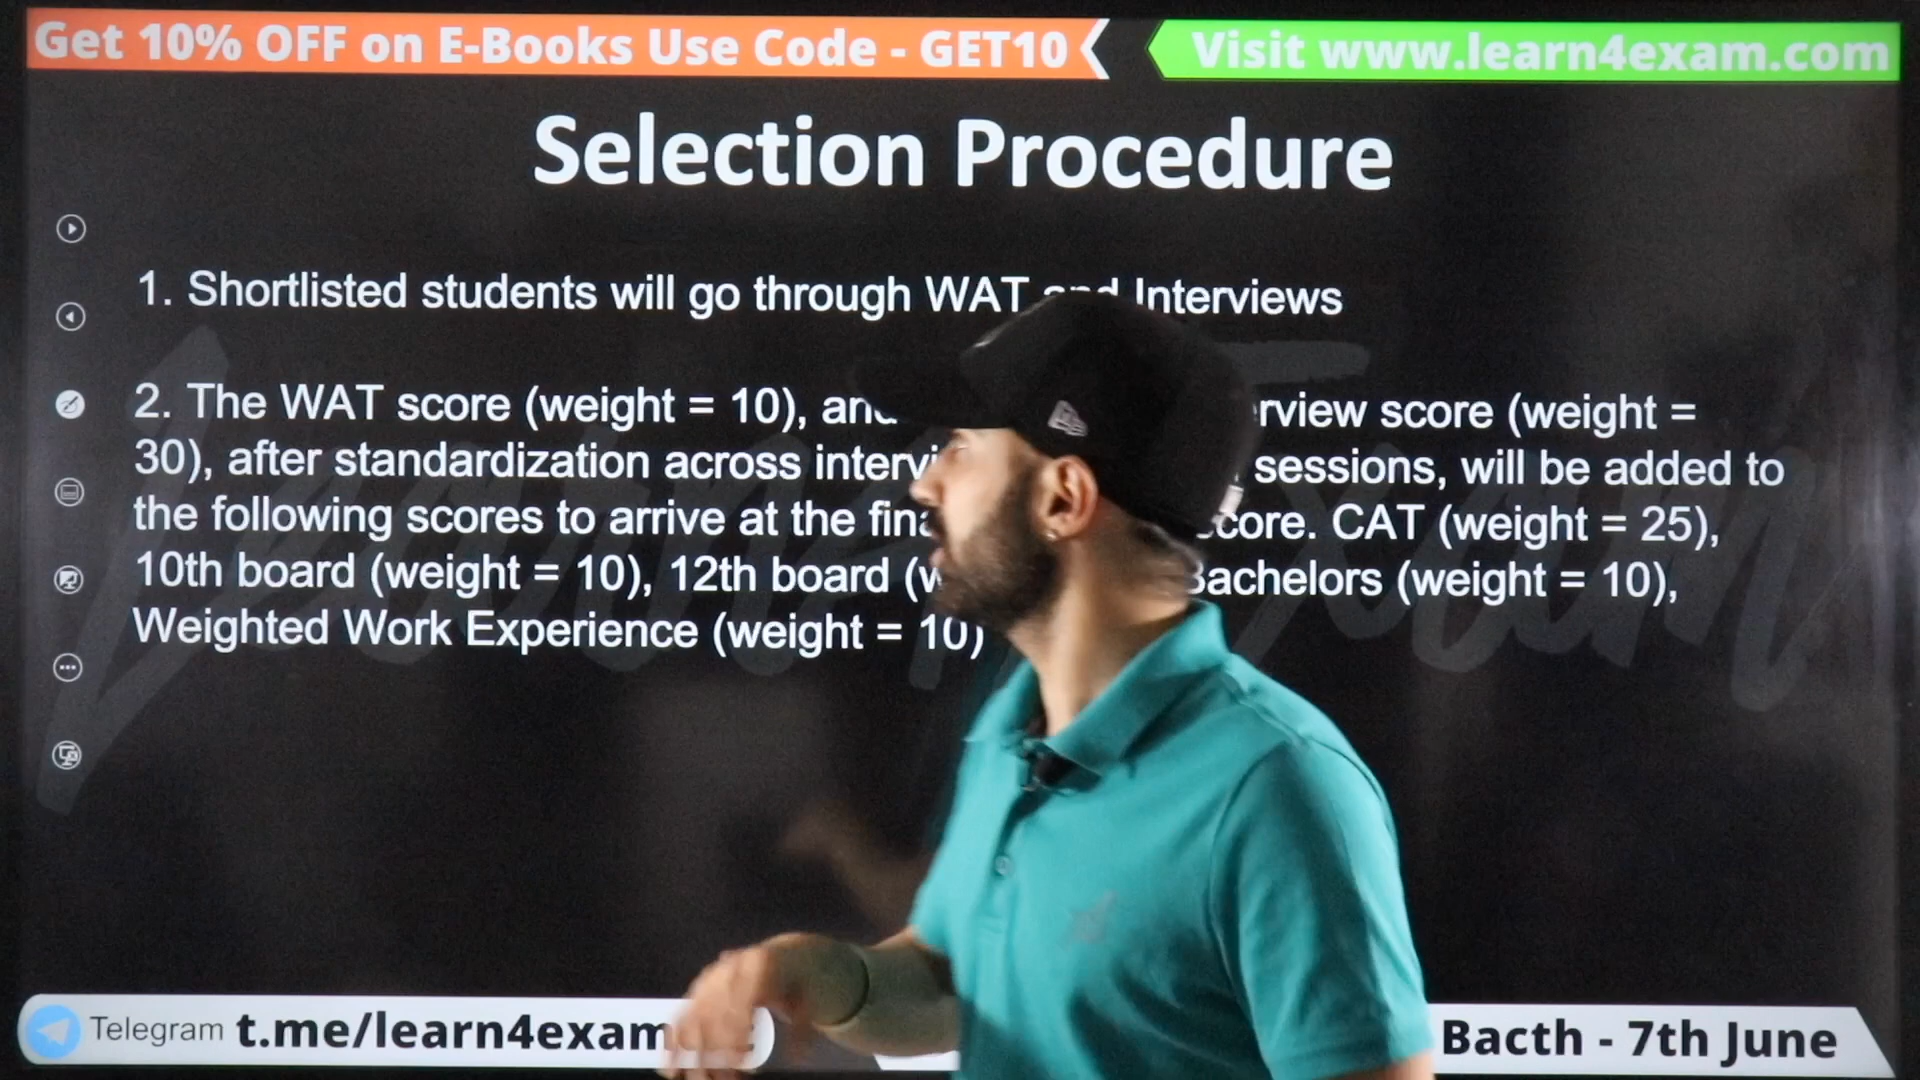 Get 10% OFF on E-Books Use Code - GET10
Visit www.learn4exam.com
Selection Procedure
1. Shortlisted students will go through WAT and Interviews
2. The WAT score (weight = 10), and score (weight =
30), after standardization across sessions, will be added to
the following scores to arrive at the CAT (weight = 25),
10th board (weight = 10), 12th board Bachelors (weight = 10),
Weighted Work Experience (weight = 10)
Telegram t.me/learn4exam
Bacth - 7th June